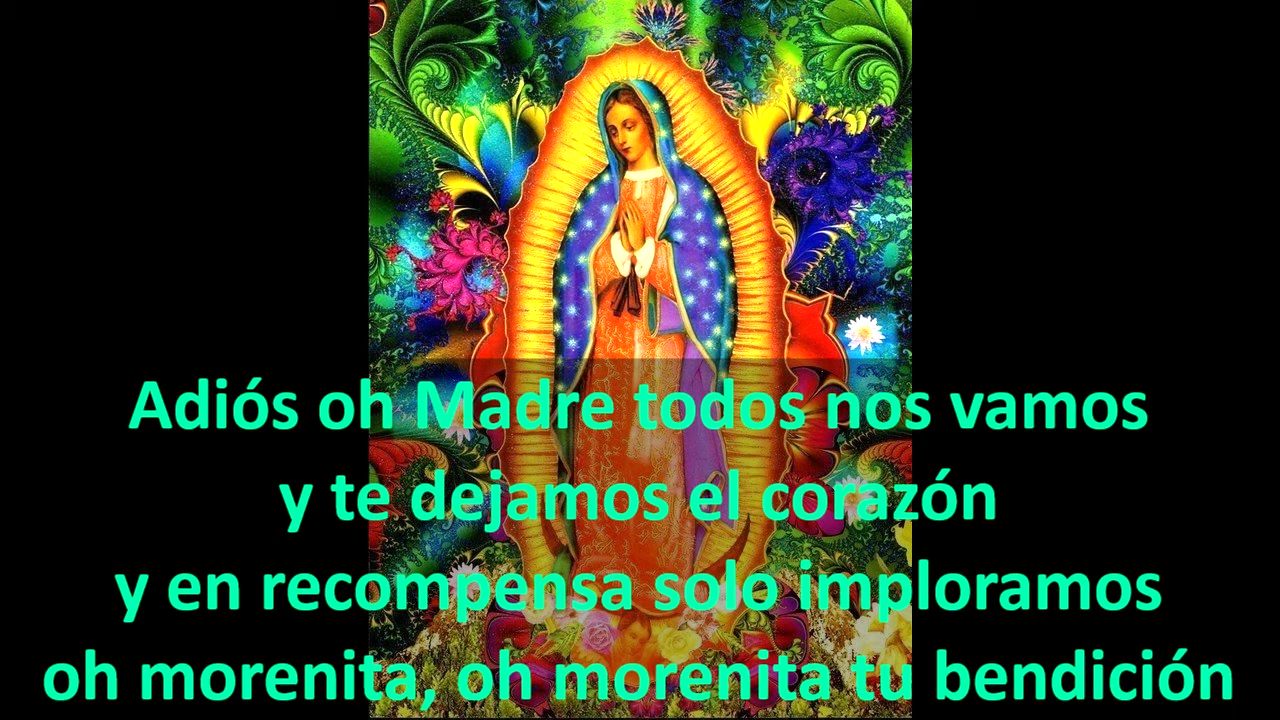 Adiós oh Madre todos nos vamos
y te dejamos el corazón
y en recompensa solo imploramos
oh morenita, oh morenita tu bendición